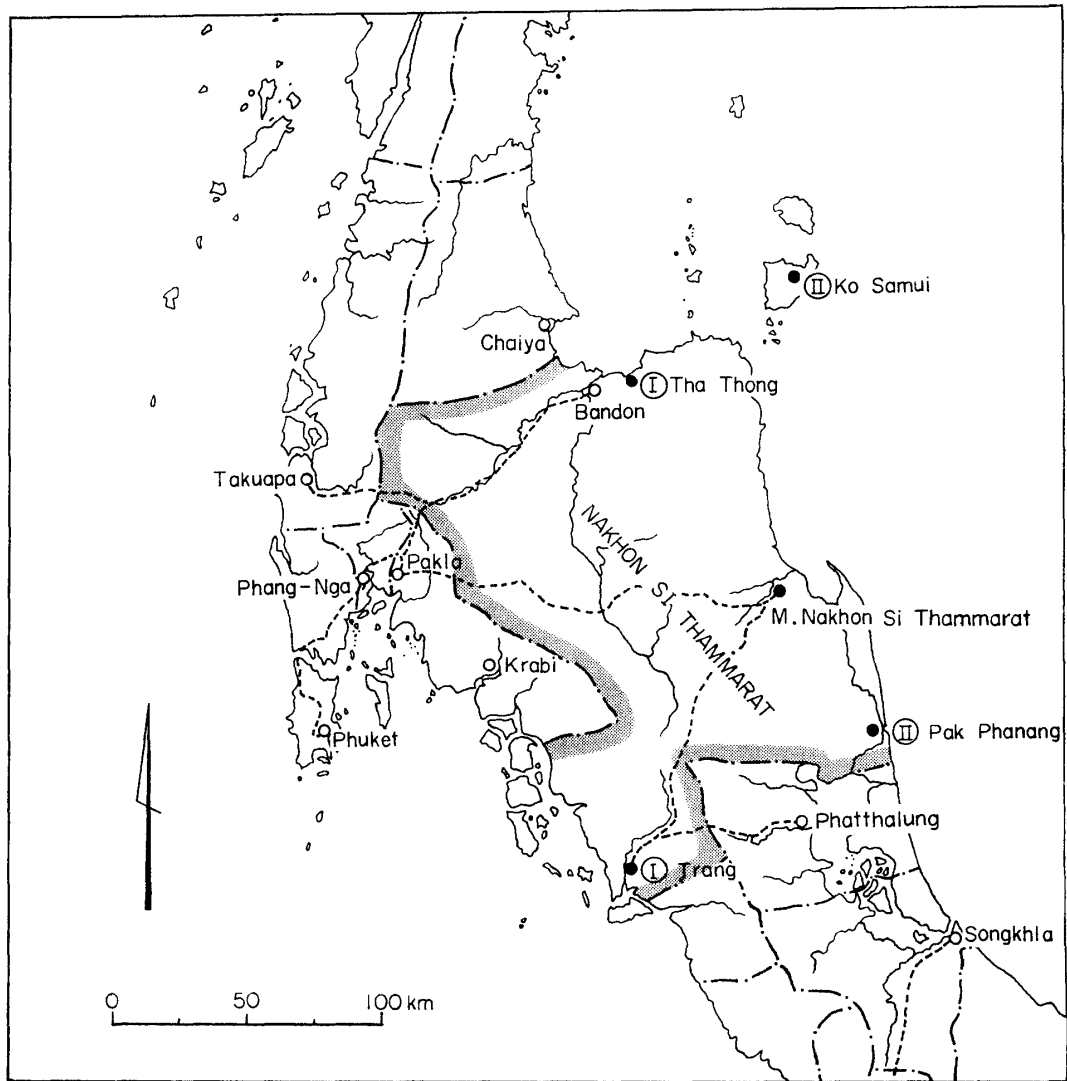 II Ko Samui
Chaiya
I Tha Thong
Bandon
Takuapa
NAKHON SI THAMMARAT
Pakla
Phang-Nga
M. Nakhon Si Thammarat
Krabi
Phuket
II Pak Phanang
Phatthalung
I Trang
Songkhla
0 50 100 km